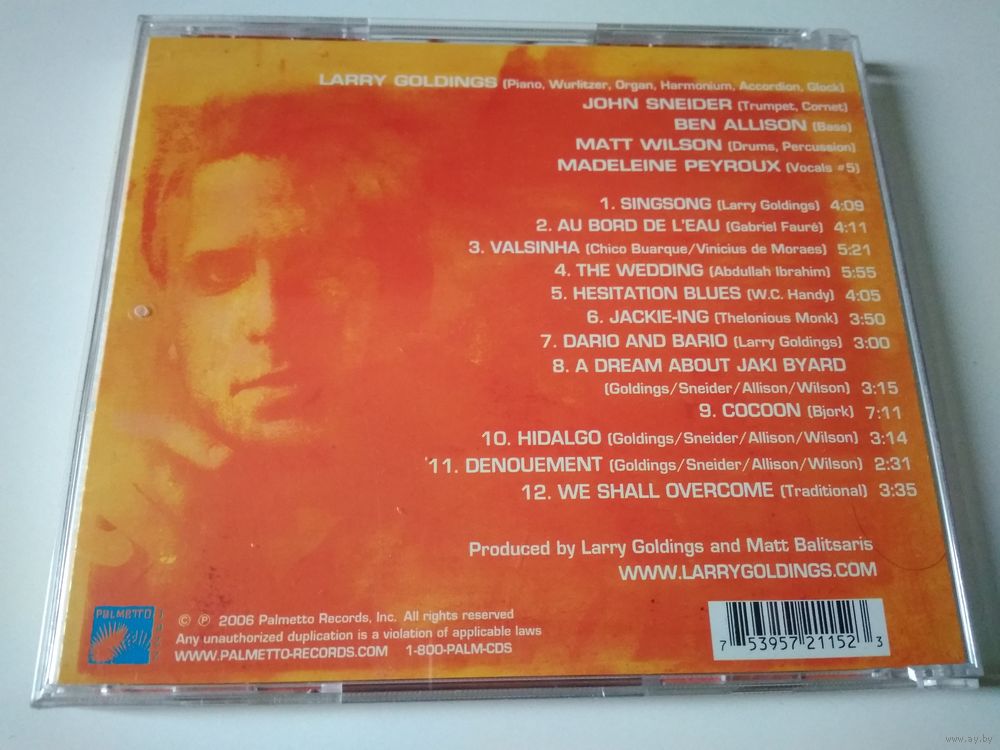 LARRY GOLDINGS (Piano, Wurlitzer, Organ, Harmonium, Accordion, Glock)
JOHN SNEIDER (Trumpet, Cornet)
BEN ALLISON (Bass)
MATT WILSON (Drums, Percussion)
MADELEINE PEYROUX (Vocals #5)
1. SINGSONG (Larry Goldings) 4:09
2. AU BORD DE L'EAU (Gabriel Fauré) 4:11
3. VALSINHA (Chico Buarque/Vinicius de Moraes) 5:21
4. THE WEDDING (Abdullah Ibrahim) 5:55
5. HESITATION BLUES (W.C. Handy) 4:05
6. JACKIE-ING (Thelonious Monk) 3:50
7. DARIO AND BARIO (Larry Goldings) 3:00
8. A DREAM ABOUT JAKI BYARD
(Goldings/Sneider/Allison/Wilson) 3:15
9. COCOON (Bjork) 7:11
10. HIDALGO (Goldings/Sneider/Allison/Wilson) 3:14
11. DENOUEMENT (Goldings/Sneider/Allison/Wilson) 2:31
12. WE SHALL OVERCOME (Traditional) 3:35
Produced by Larry Goldings and Matt Balitsaris
WWW.LARRYGOLDINGS.COM
PALMETTO
© ℗ 2006 Palmetto Records, Inc. All rights reserved
Any unauthorized duplication is a violation of applicable laws
WWW.PALMETTO-RECORDS.COM 1-800-PALM-CDS
7 53957 21152 3
www.ay.by